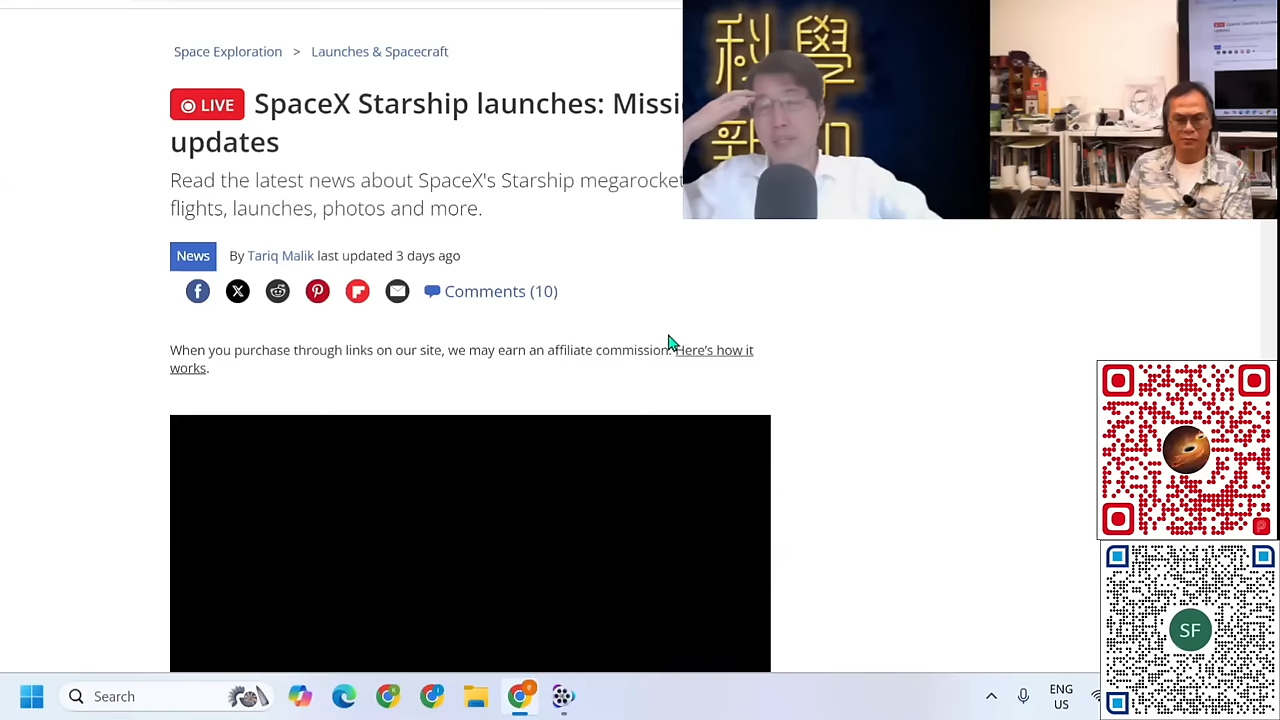 Space Exploration > Launches & Spacecraft
LIVE SpaceX Starship launches: Missi
updates
Read the latest news about SpaceX's Starship megarocket
flights, launches, photos and more.
News By Tariq Malik last updated 3 days ago
Comments (10)
When you purchase through links on our site, we may earn an affiliate commission. Here's how it
works.
科學
SF
Search
ENG
US